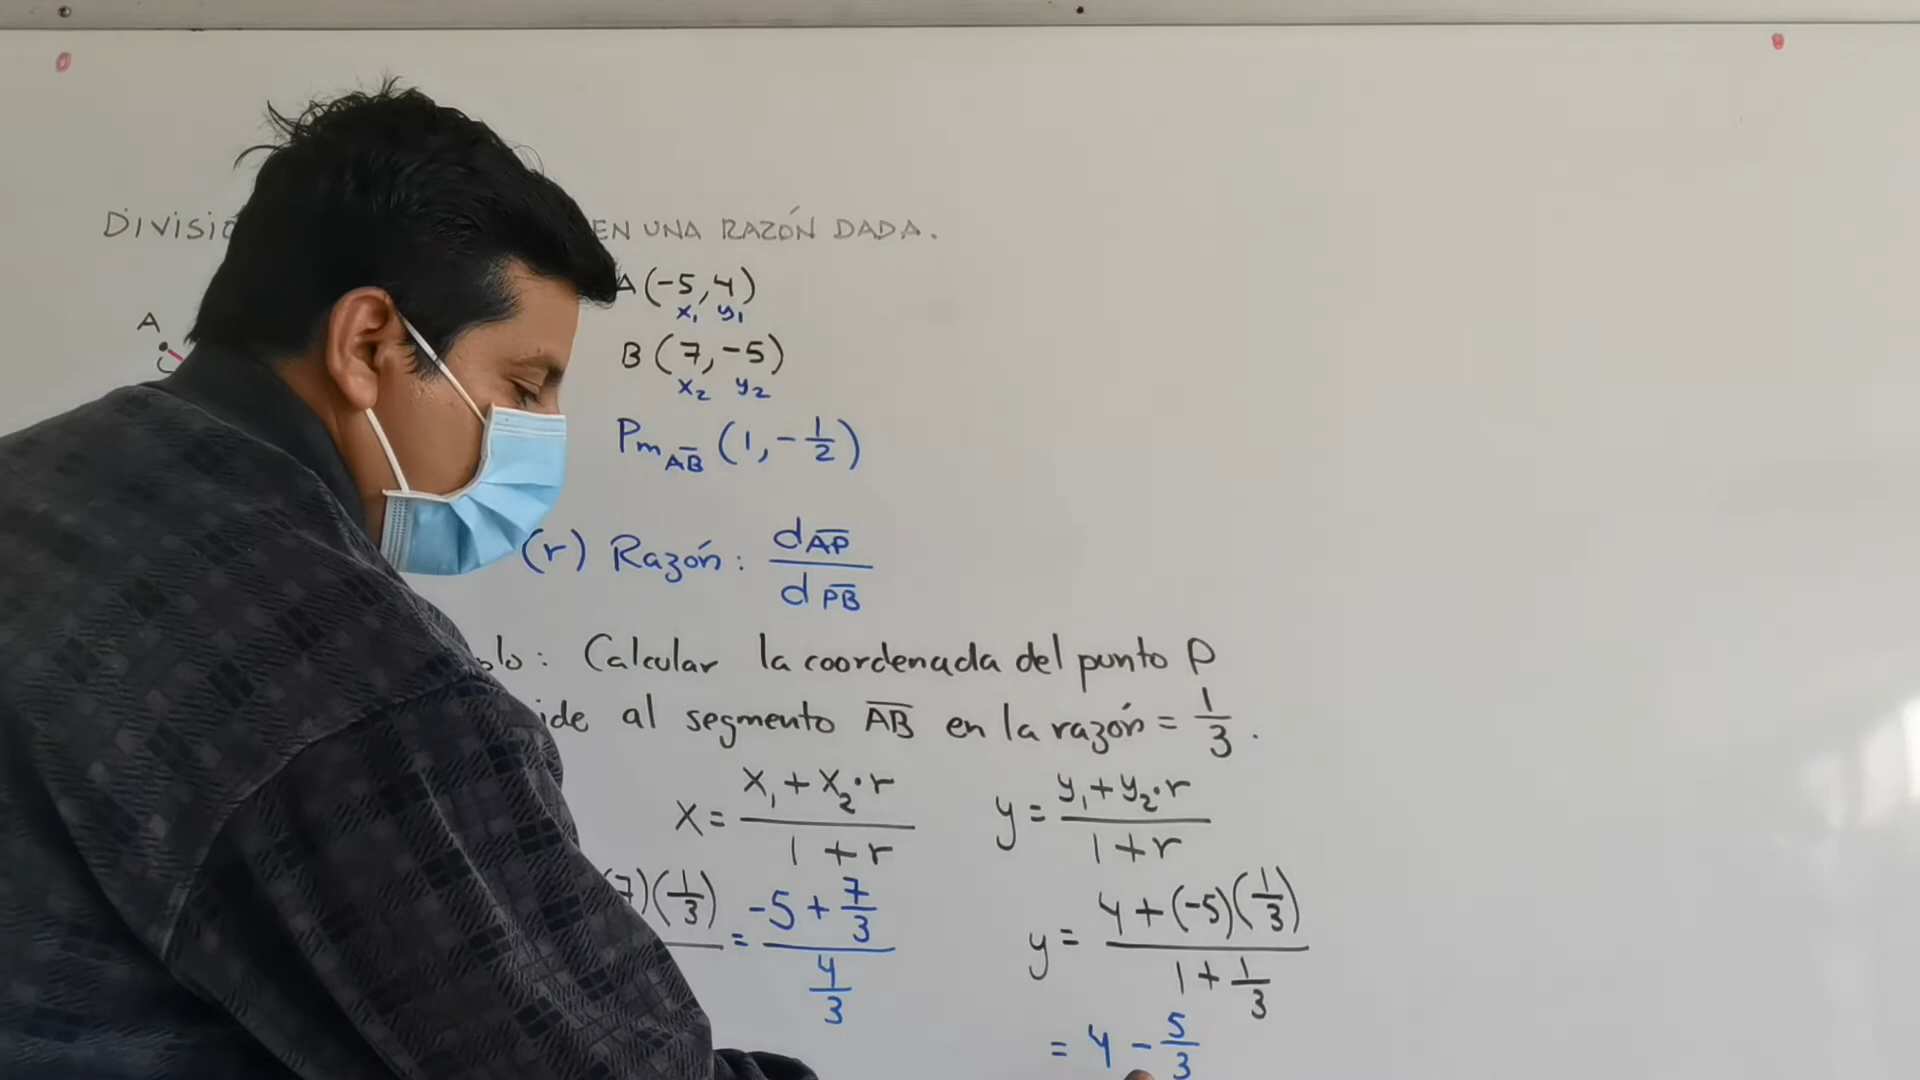 DIVISIÓ EN UNA RAZÓN DADA.
A (-5, 4)
x₁ y₁
A
B (7, -5)
x₂ y₂
Pm AB̅ (1, -1/2)
(r) Razón: d AP̅ / d PB̅
plo: Calcular la coordenada del punto P
ide al segmento AB̅ en la razón = 1/3.
x = (x₁ + x₂·r) / (1 + r) y = (y₁ + y₂·r) / (1 + r)
7)(1/3) = (-5 + 7/3) / (4/3) y = (4 + (-5)(1/3)) / (1 + 1/3)
= 4 - 5/3